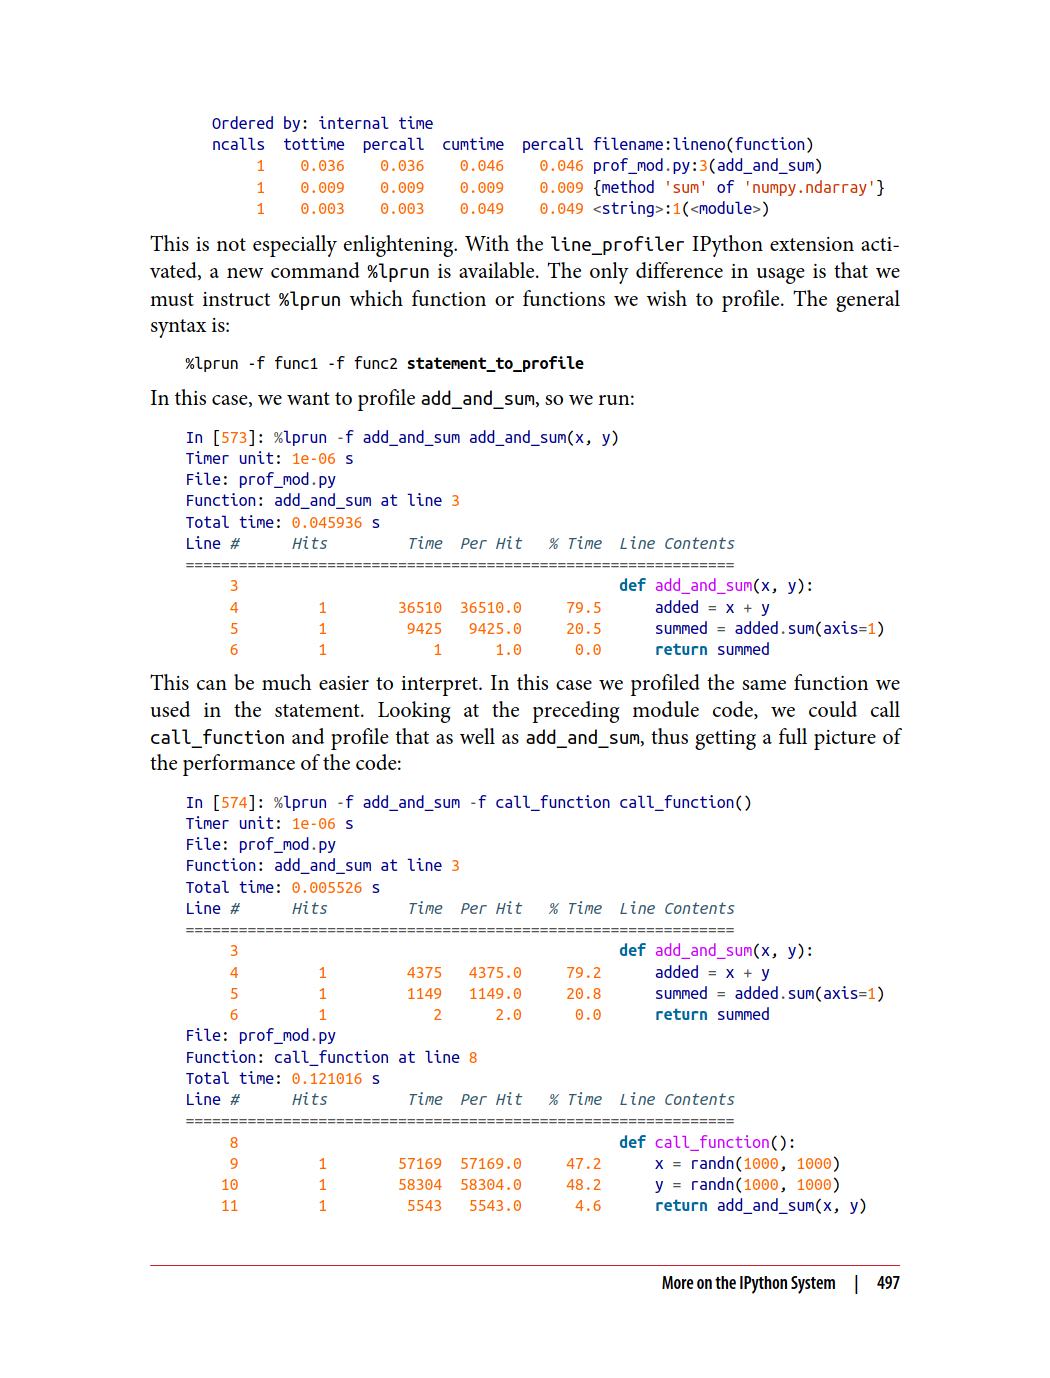 Ordered by: internal time
ncalls  tottime  percall  cumtime  percall filename:lineno(function)
     1    0.036    0.036    0.046    0.046 prof_mod.py:3(add_and_sum)
     1    0.009    0.009    0.009    0.009 {method 'sum' of 'numpy.ndarray'}
     1    0.003    0.003    0.049    0.049 <string>:1(<module>)
This is not especially enlightening. With the line_profiler IPython extension acti-
vated, a new command %lprun is available. The only difference in usage is that we
must instruct %lprun which function or functions we wish to profile. The general
syntax is:
%lprun -f func1 -f func2 statement_to_profile
In this case, we want to profile add_and_sum, so we run:
In [573]: %lprun -f add_and_sum add_and_sum(x, y)
Timer unit: 1e-06 s
File: prof_mod.py
Function: add_and_sum at line 3
Total time: 0.045936 s
Line #      Hits         Time  Per Hit   % Time  Line Contents
==============================================================
     3                                           def add_and_sum(x, y):
     4         1        36510  36510.0     79.5      added = x + y
     5         1         9425   9425.0     20.5      summed = added.sum(axis=1)
     6         1            1      1.0      0.0      return summed
This can be much easier to interpret. In this case we profiled the same function we
used in the statement. Looking at the preceding module code, we could call
call_function and profile that as well as add_and_sum, thus getting a full picture of
the performance of the code:
In [574]: %lprun -f add_and_sum -f call_function call_function()
Timer unit: 1e-06 s
File: prof_mod.py
Function: add_and_sum at line 3
Total time: 0.005526 s
Line #      Hits         Time  Per Hit   % Time  Line Contents
==============================================================
     3                                           def add_and_sum(x, y):
     4         1         4375   4375.0     79.2      added = x + y
     5         1         1149   1149.0     20.8      summed = added.sum(axis=1)
     6         1            2      2.0      0.0      return summed
File: prof_mod.py
Function: call_function at line 8
Total time: 0.121016 s
Line #      Hits         Time  Per Hit   % Time  Line Contents
==============================================================
     8                                           def call_function():
     9         1        57169  57169.0     47.2      x = randn(1000, 1000)
    10         1        58304  58304.0     48.2      y = randn(1000, 1000)
    11         1         5543   5543.0      4.6      return add_and_sum(x, y)
More on the IPython System | 497